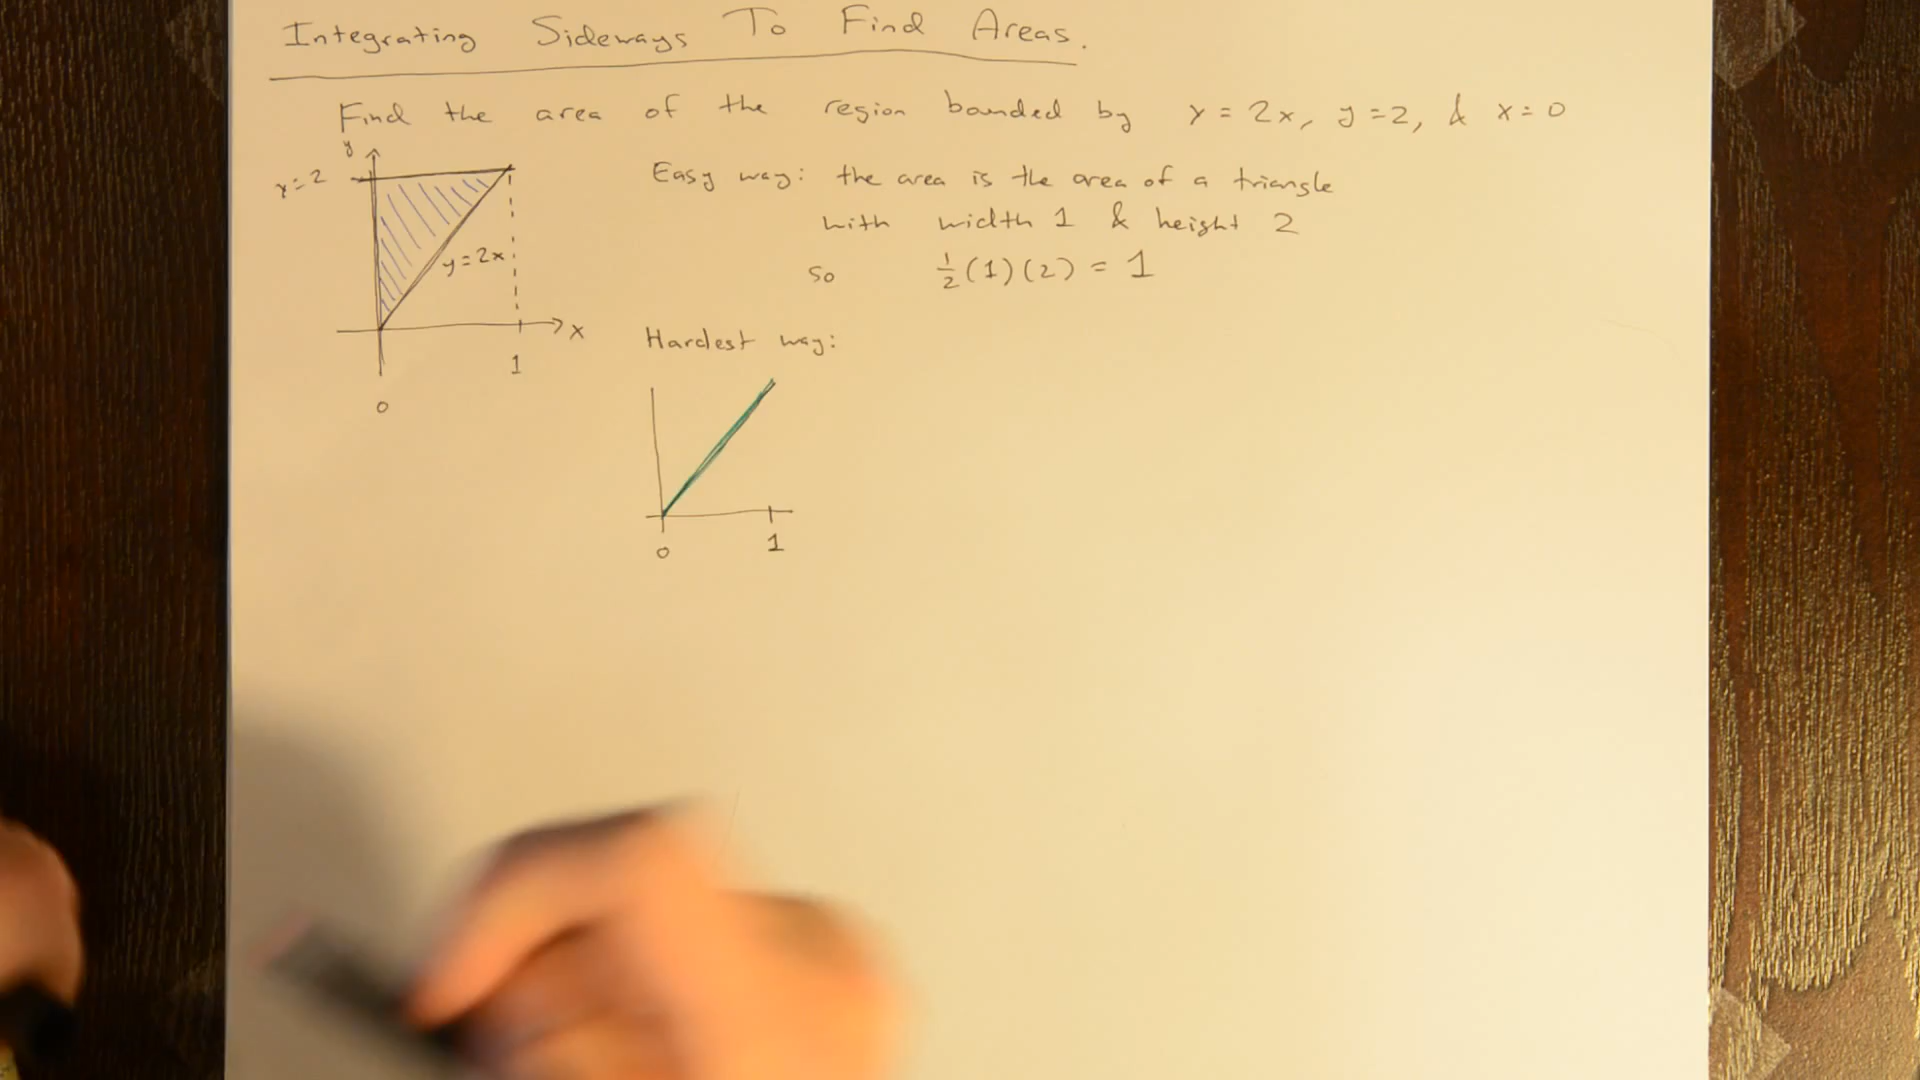 Integrating Sideways To Find Areas.
Find the area of the region bounded by y = 2x, y = 2, & x = 0
y
y = 2
y = 2x
x
1
0
Easy way: the area is the area of a triangle
with width 1 & height 2
so ½(1)(2) = 1
Hardest way:
0 1